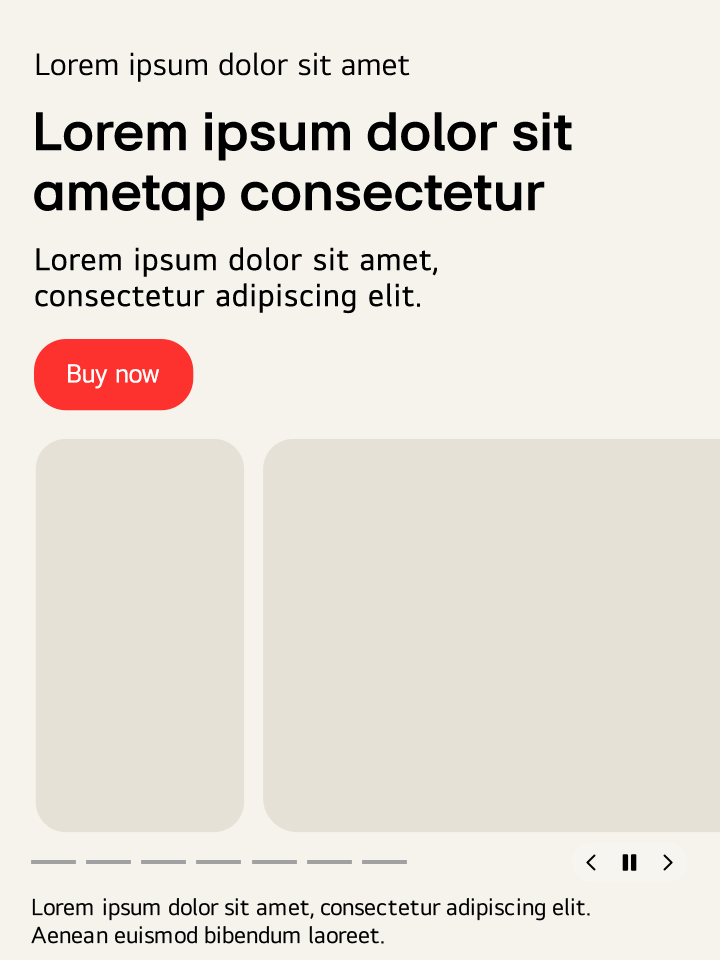 Lorem ipsum dolor sit amet
Lorem ipsum dolor sit
ametap consectetur
Lorem ipsum dolor sit amet,
consectetur adipiscing elit.
Buy now
Lorem ipsum dolor sit amet, consectetur adipiscing elit.
Aenean euismod bibendum laoreet.